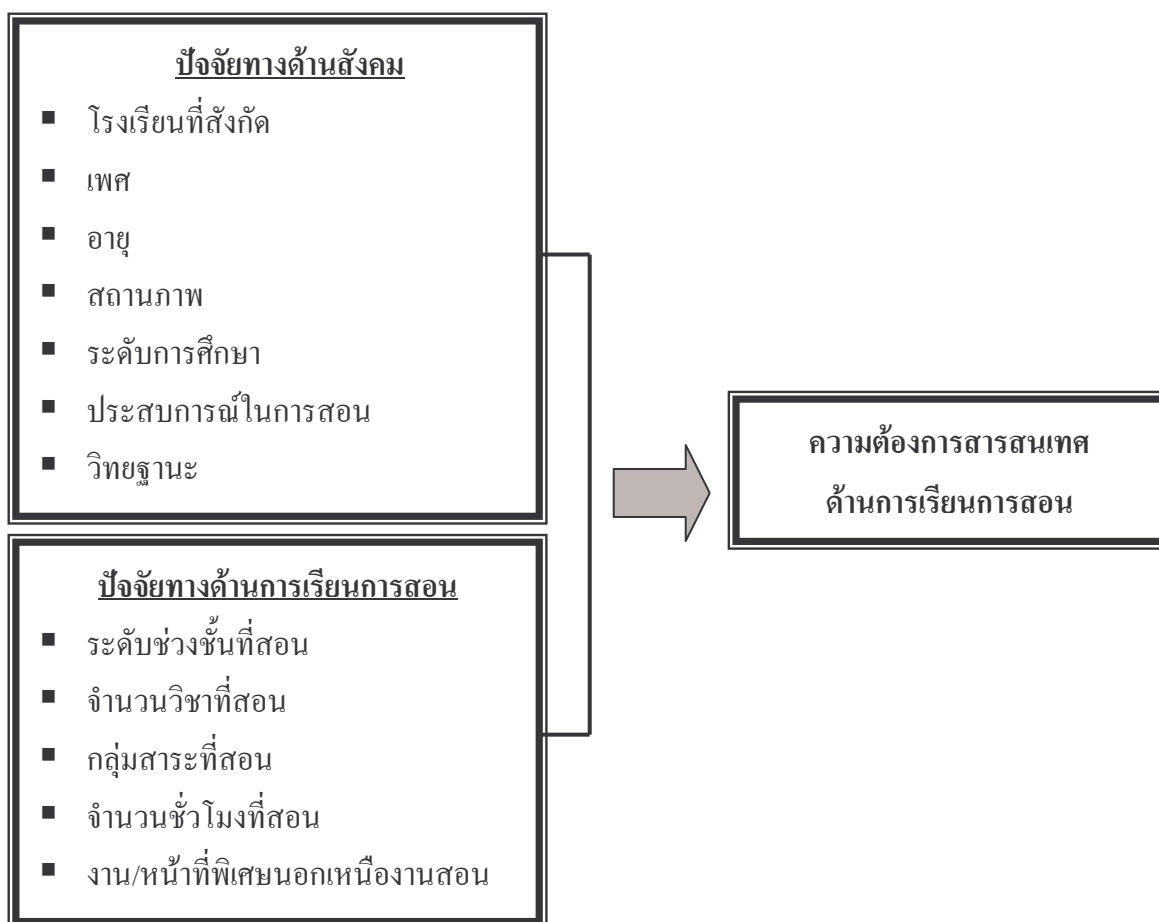 ปัจจัยทางด้านสังคม
▪ โรงเรียนที่สังกัด
▪ เพศ
▪ อายุ
▪ สถานภาพ
▪ ระดับการศึกษา
▪ ประสบการณ์ในการสอน
▪ วิทยฐานะ
ปัจจัยทางด้านการเรียนการสอน
▪ ระดับช่วงชั้นที่สอน
▪ จำนวนวิชาที่สอน
▪ กลุ่มสาระที่สอน
▪ จำนวนชั่วโมงที่สอน
▪ งาน/หน้าที่พิเศษนอกเหนืองานสอน
ความต้องการสารสนเทศ
ด้านการเรียนการสอน